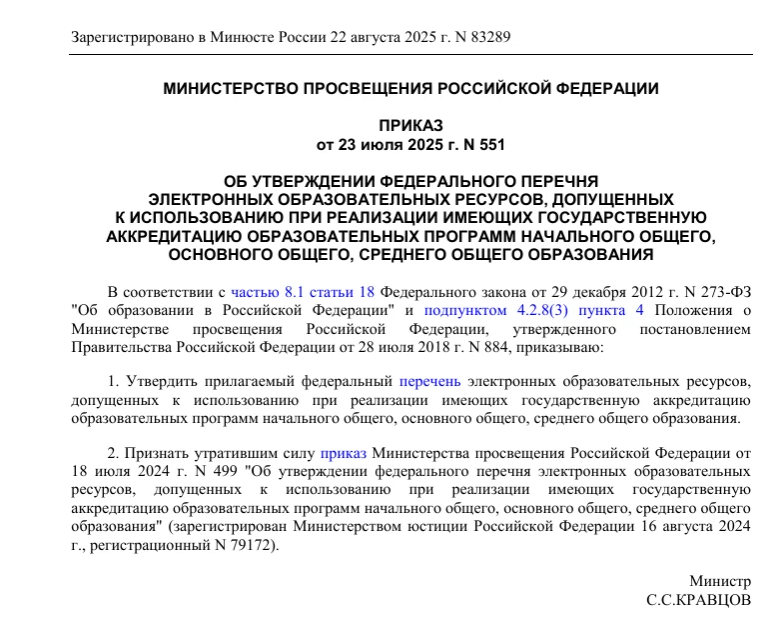 Зарегистрировано в Минюсте России 22 августа 2025 г. N 83289
МИНИСТЕРСТВО ПРОСВЕЩЕНИЯ РОССИЙСКОЙ ФЕДЕРАЦИИ
ПРИКАЗ
от 23 июля 2025 г. N 551
ОБ УТВЕРЖДЕНИИ ФЕДЕРАЛЬНОГО ПЕРЕЧНЯ
ЭЛЕКТРОННЫХ ОБРАЗОВАТЕЛЬНЫХ РЕСУРСОВ, ДОПУЩЕННЫХ
К ИСПОЛЬЗОВАНИЮ ПРИ РЕАЛИЗАЦИИ ИМЕЮЩИХ ГОСУДАРСТВЕННУЮ
АККРЕДИТАЦИЮ ОБРАЗОВАТЕЛЬНЫХ ПРОГРАММ НАЧАЛЬНОГО ОБЩЕГО,
ОСНОВНОГО ОБЩЕГО, СРЕДНЕГО ОБЩЕГО ОБРАЗОВАНИЯ
В соответствии с частью 8.1 статьи 18 Федерального закона от 29 декабря 2012 г. N 273-ФЗ
"Об образовании в Российской Федерации" и подпунктом 4.2.8(3) пункта 4 Положения о
Министерстве просвещения Российской Федерации, утвержденного постановлением
Правительства Российской Федерации от 28 июля 2018 г. N 884, приказываю:
1. Утвердить прилагаемый федеральный перечень электронных образовательных ресурсов,
допущенных к использованию при реализации имеющих государственную аккредитацию
образовательных программ начального общего, основного общего, среднего общего образования.
2. Признать утратившим силу приказ Министерства просвещения Российской Федерации от
18 июля 2024 г. N 499 "Об утверждении федерального перечня электронных образовательных
ресурсов, допущенных к использованию при реализации имеющих государственную
аккредитацию образовательных программ начального общего, основного общего, среднего общего
образования" (зарегистрирован Министерством юстиции Российской Федерации 16 августа 2024
г., регистрационный N 79172).
Министр
С.С.КРАВЦОВ